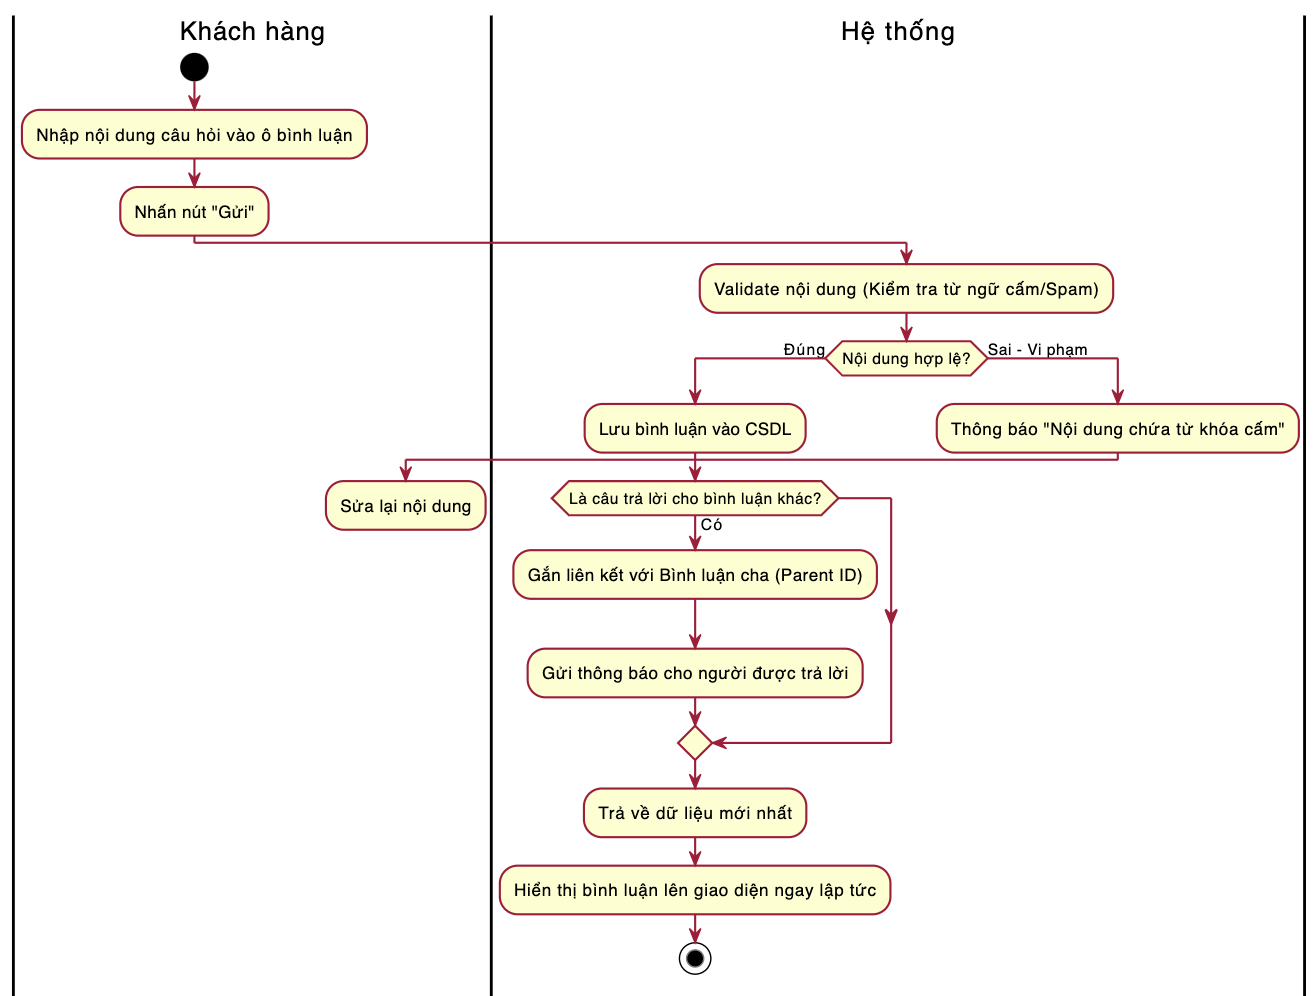 Khách hàng
Hệ thống
Nhập nội dung câu hỏi vào ô bình luận
Nhấn nút "Gửi"
Validate nội dung (Kiểm tra từ ngữ cấm/Spam)
Nội dung hợp lệ?
Đúng
Sai - Vi phạm
Lưu bình luận vào CSDL
Thông báo "Nội dung chứa từ khóa cấm"
Sửa lại nội dung
Là câu trả lời cho bình luận khác?
Có
Gắn liên kết với Bình luận cha (Parent ID)
Gửi thông báo cho người được trả lời
Trả về dữ liệu mới nhất
Hiển thị bình luận lên giao diện ngay lập tức